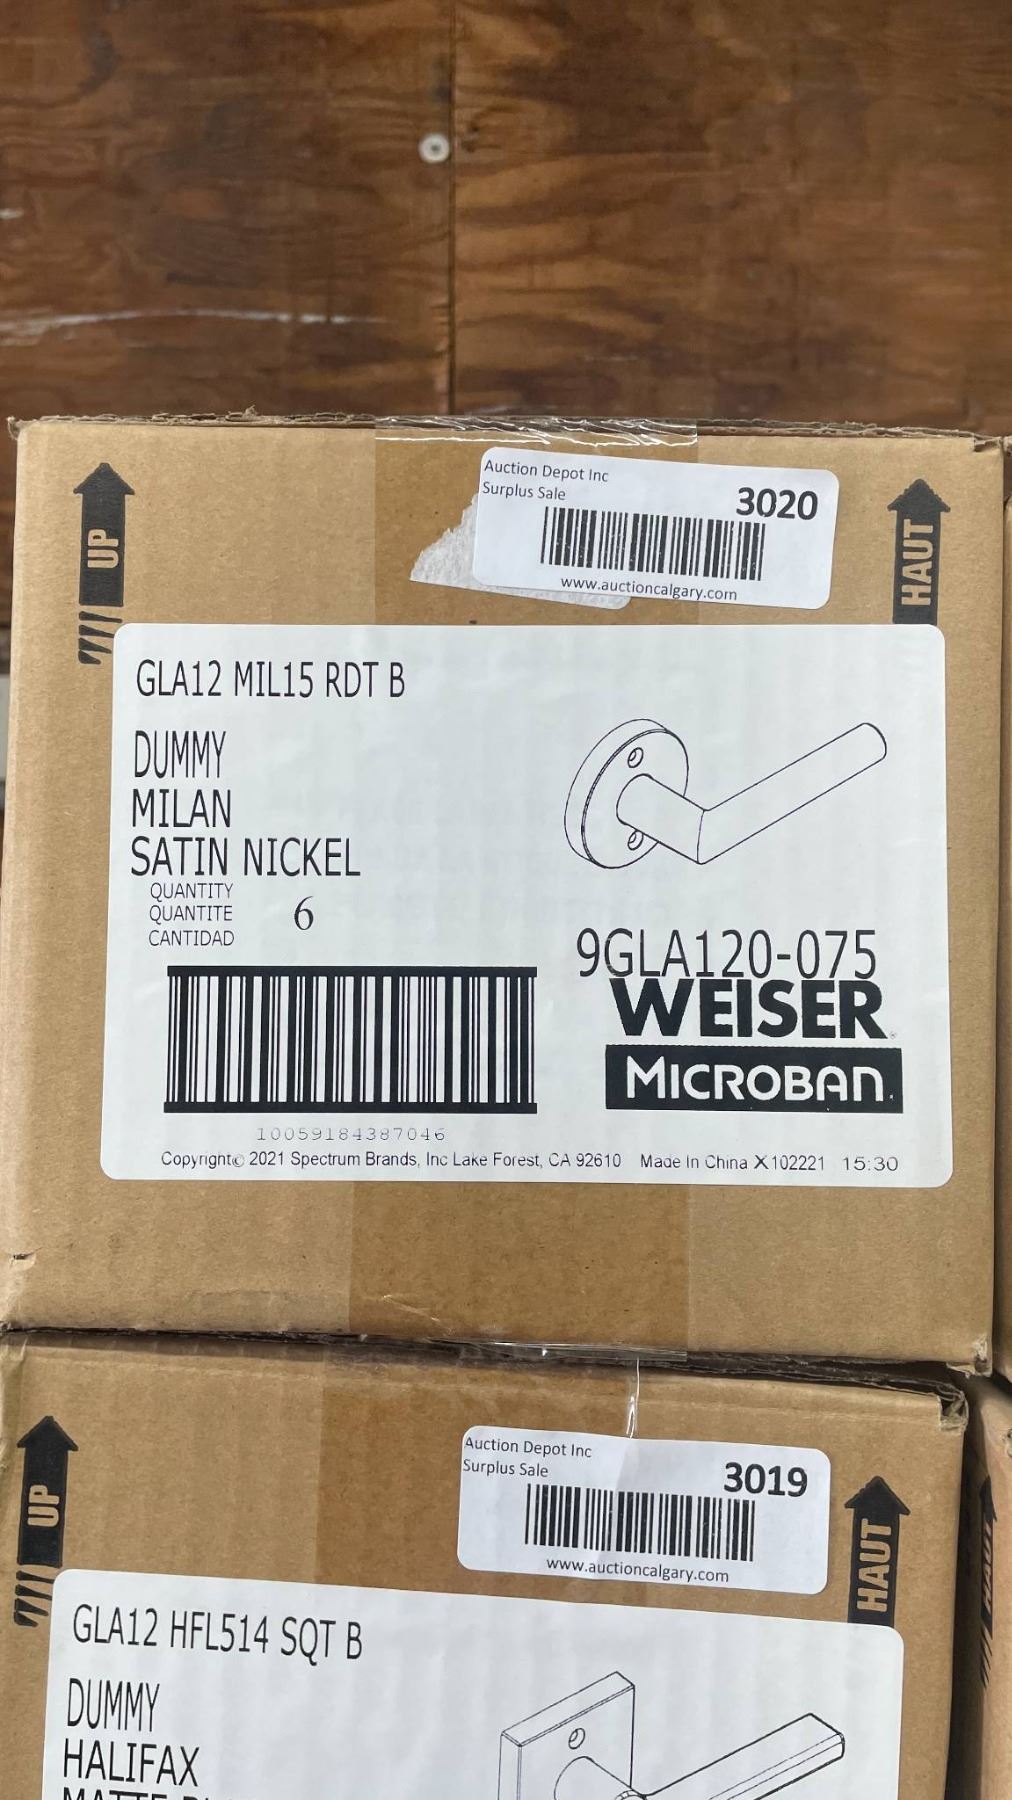 Auction Depot Inc
Surplus Sale
3020
www.auctioncalgary.com
UP
HAUT
GLA12 MIL15 RDT B
DUMMY
MILAN
SATIN NICKEL
QUANTITY
QUANTITE
CANTIDAD
6
9GLA120-075
WEISER
MICROBAN
10059184387046
Copyright© 2021 Spectrum Brands, Inc Lake Forest, CA 92610 Made In China X102221 15:30
Auction Depot Inc
Surplus Sale
3019
www.auctioncalgary.com
UP
HAUT
HAUT
GLA12 HFL514 SQT B
DUMMY
HALIFAX
MATTE